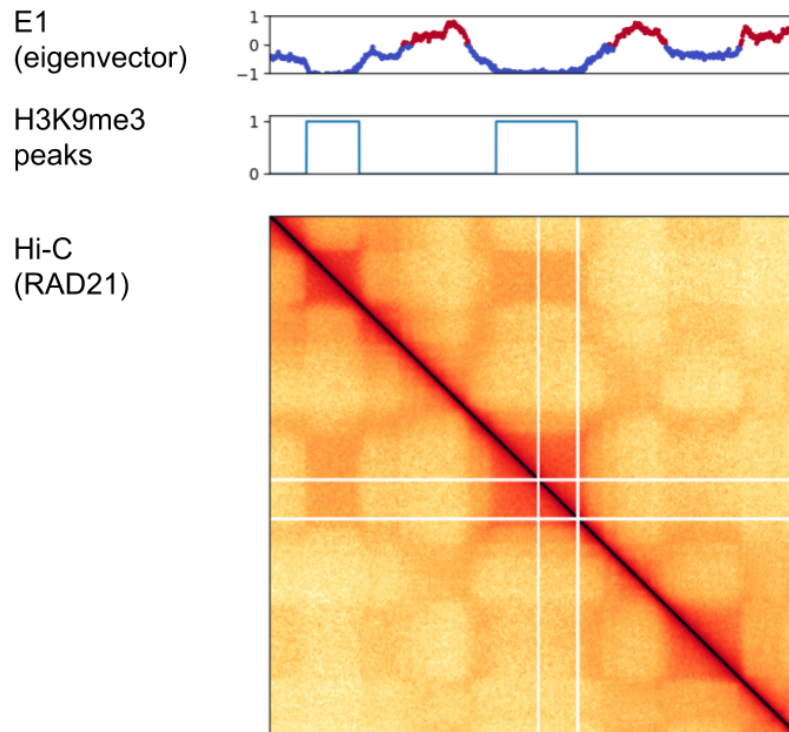 E1
(eigenvector)
1
0
−1
H3K9me3
peaks
1
0
Hi-C
(RAD21)